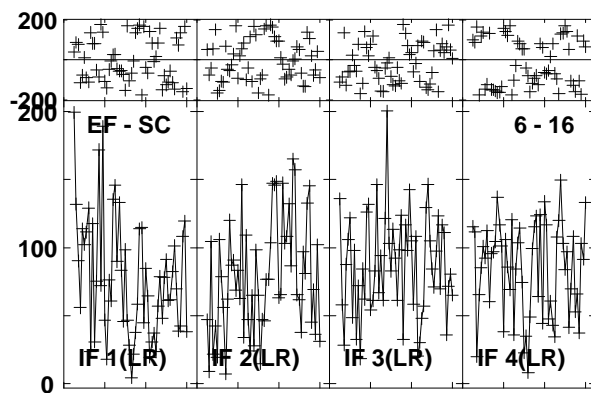 200
-200
200
EF - SC
6 - 16
100
IF 1(LR)
IF 2(LR)
IF 3(LR)
IF 4(LR)
0